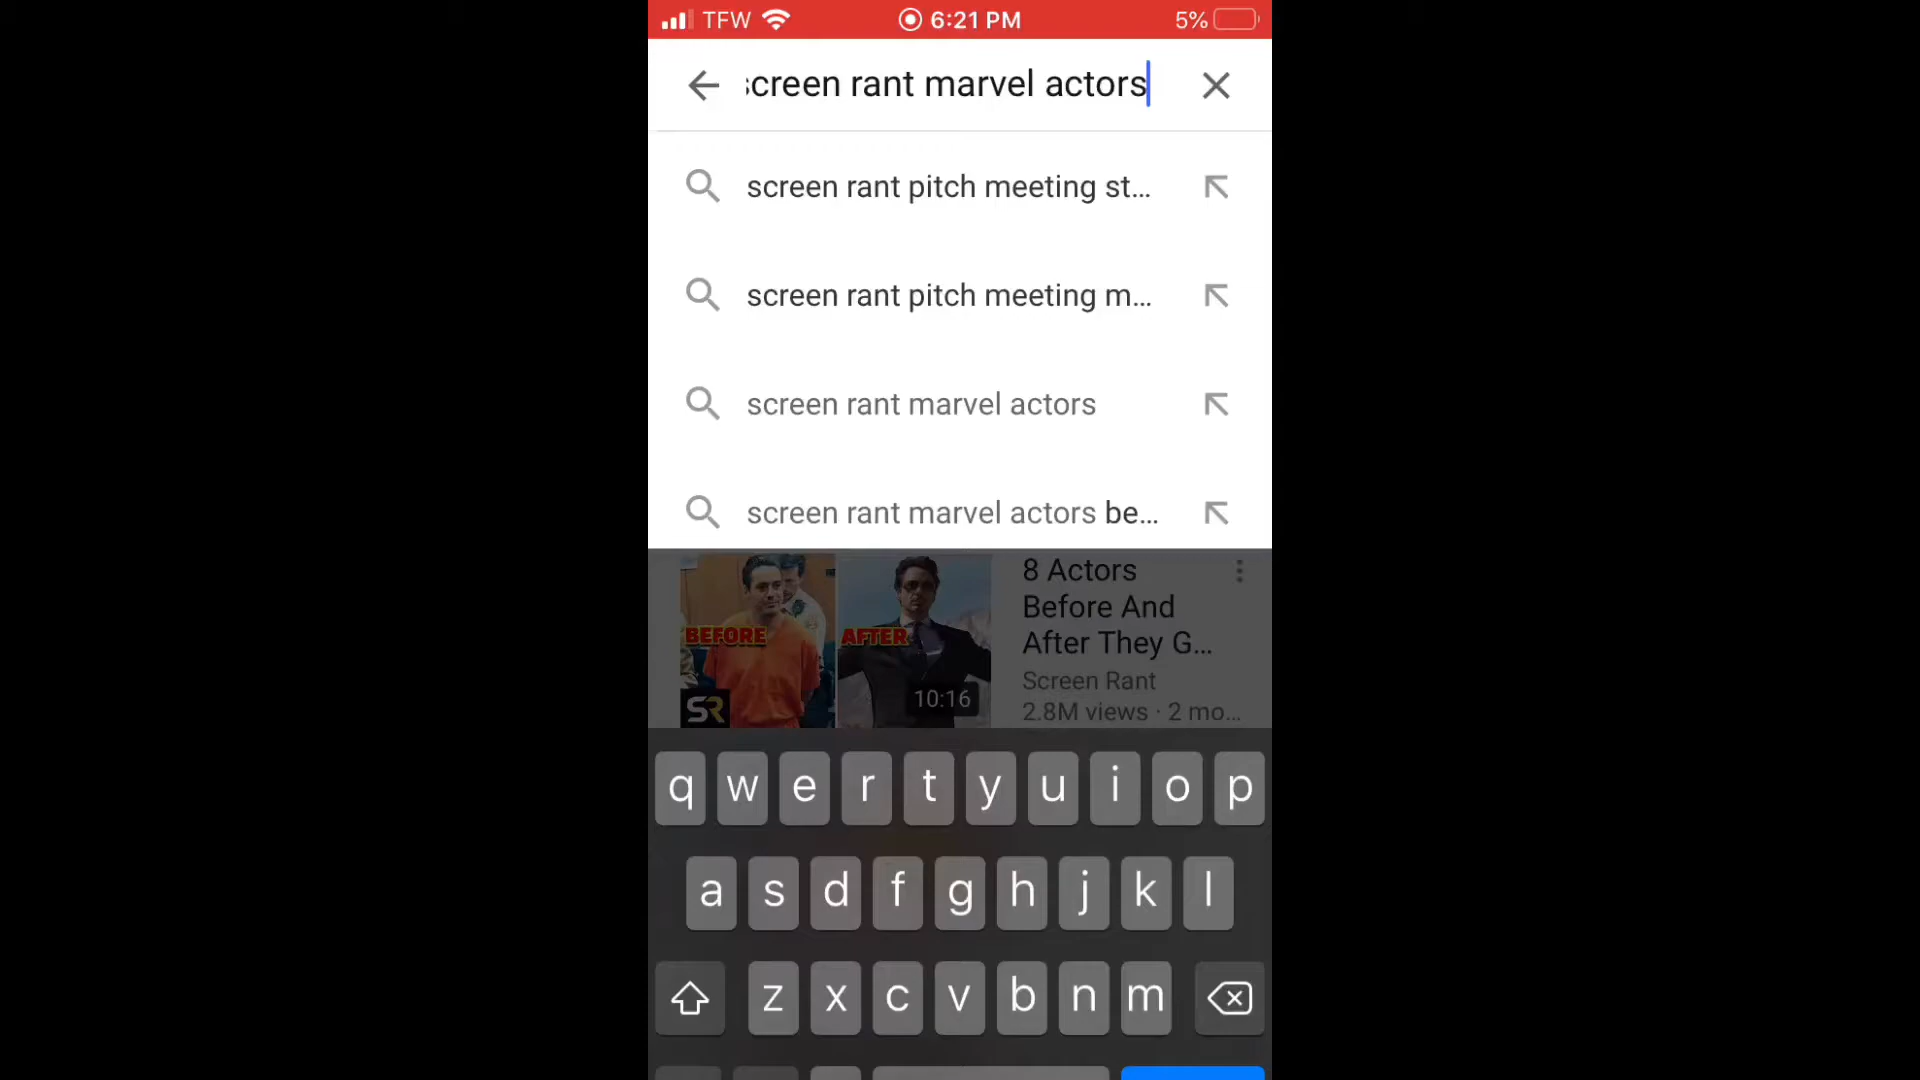 TFW 6:21 PM 5%
screen rant marvel actors
screen rant pitch meeting st...
screen rant pitch meeting m...
screen rant marvel actors
screen rant marvel actors be...
BEFORE
AFTER
SR
10:16
8 Actors
Before And
After They G...
Screen Rant
2.8M views · 2 mo...
q w e r t y u i o p
a s d f g h j k l
z x c v b n m